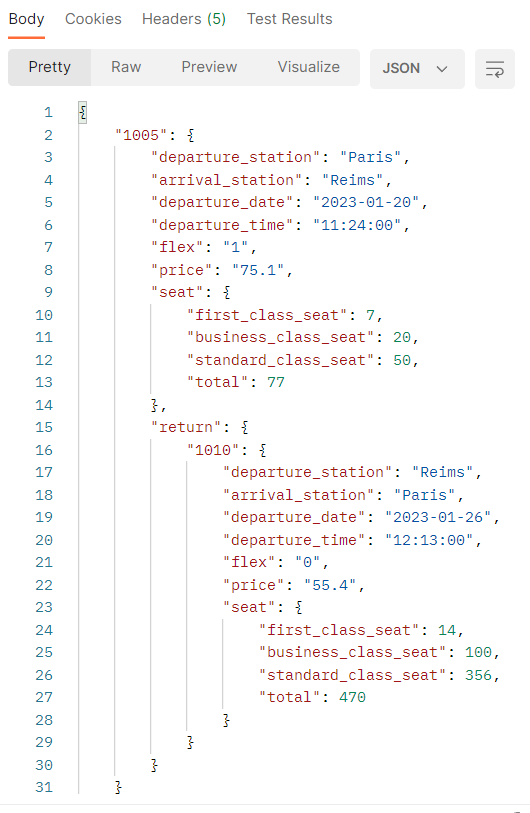 Body Cookies Headers (5) Test Results
Pretty Raw Preview Visualize JSON
1 {
2 "1005": {
3 "departure_station": "Paris",
4 "arrival_station": "Reims",
5 "departure_date": "2023-01-20",
6 "departure_time": "11:24:00",
7 "flex": "1",
8 "price": "75.1",
9 "seat": {
10 "first_class_seat": 7,
11 "business_class_seat": 20,
12 "standard_class_seat": 50,
13 "total": 77
14 },
15 "return": {
16 "1010": {
17 "departure_station": "Reims",
18 "arrival_station": "Paris",
19 "departure_date": "2023-01-26",
20 "departure_time": "12:13:00",
21 "flex": "0",
22 "price": "55.4",
23 "seat": {
24 "first_class_seat": 14,
25 "business_class_seat": 100,
26 "standard_class_seat": 356,
27 "total": 470
28 }
29 }
30 }
31 }